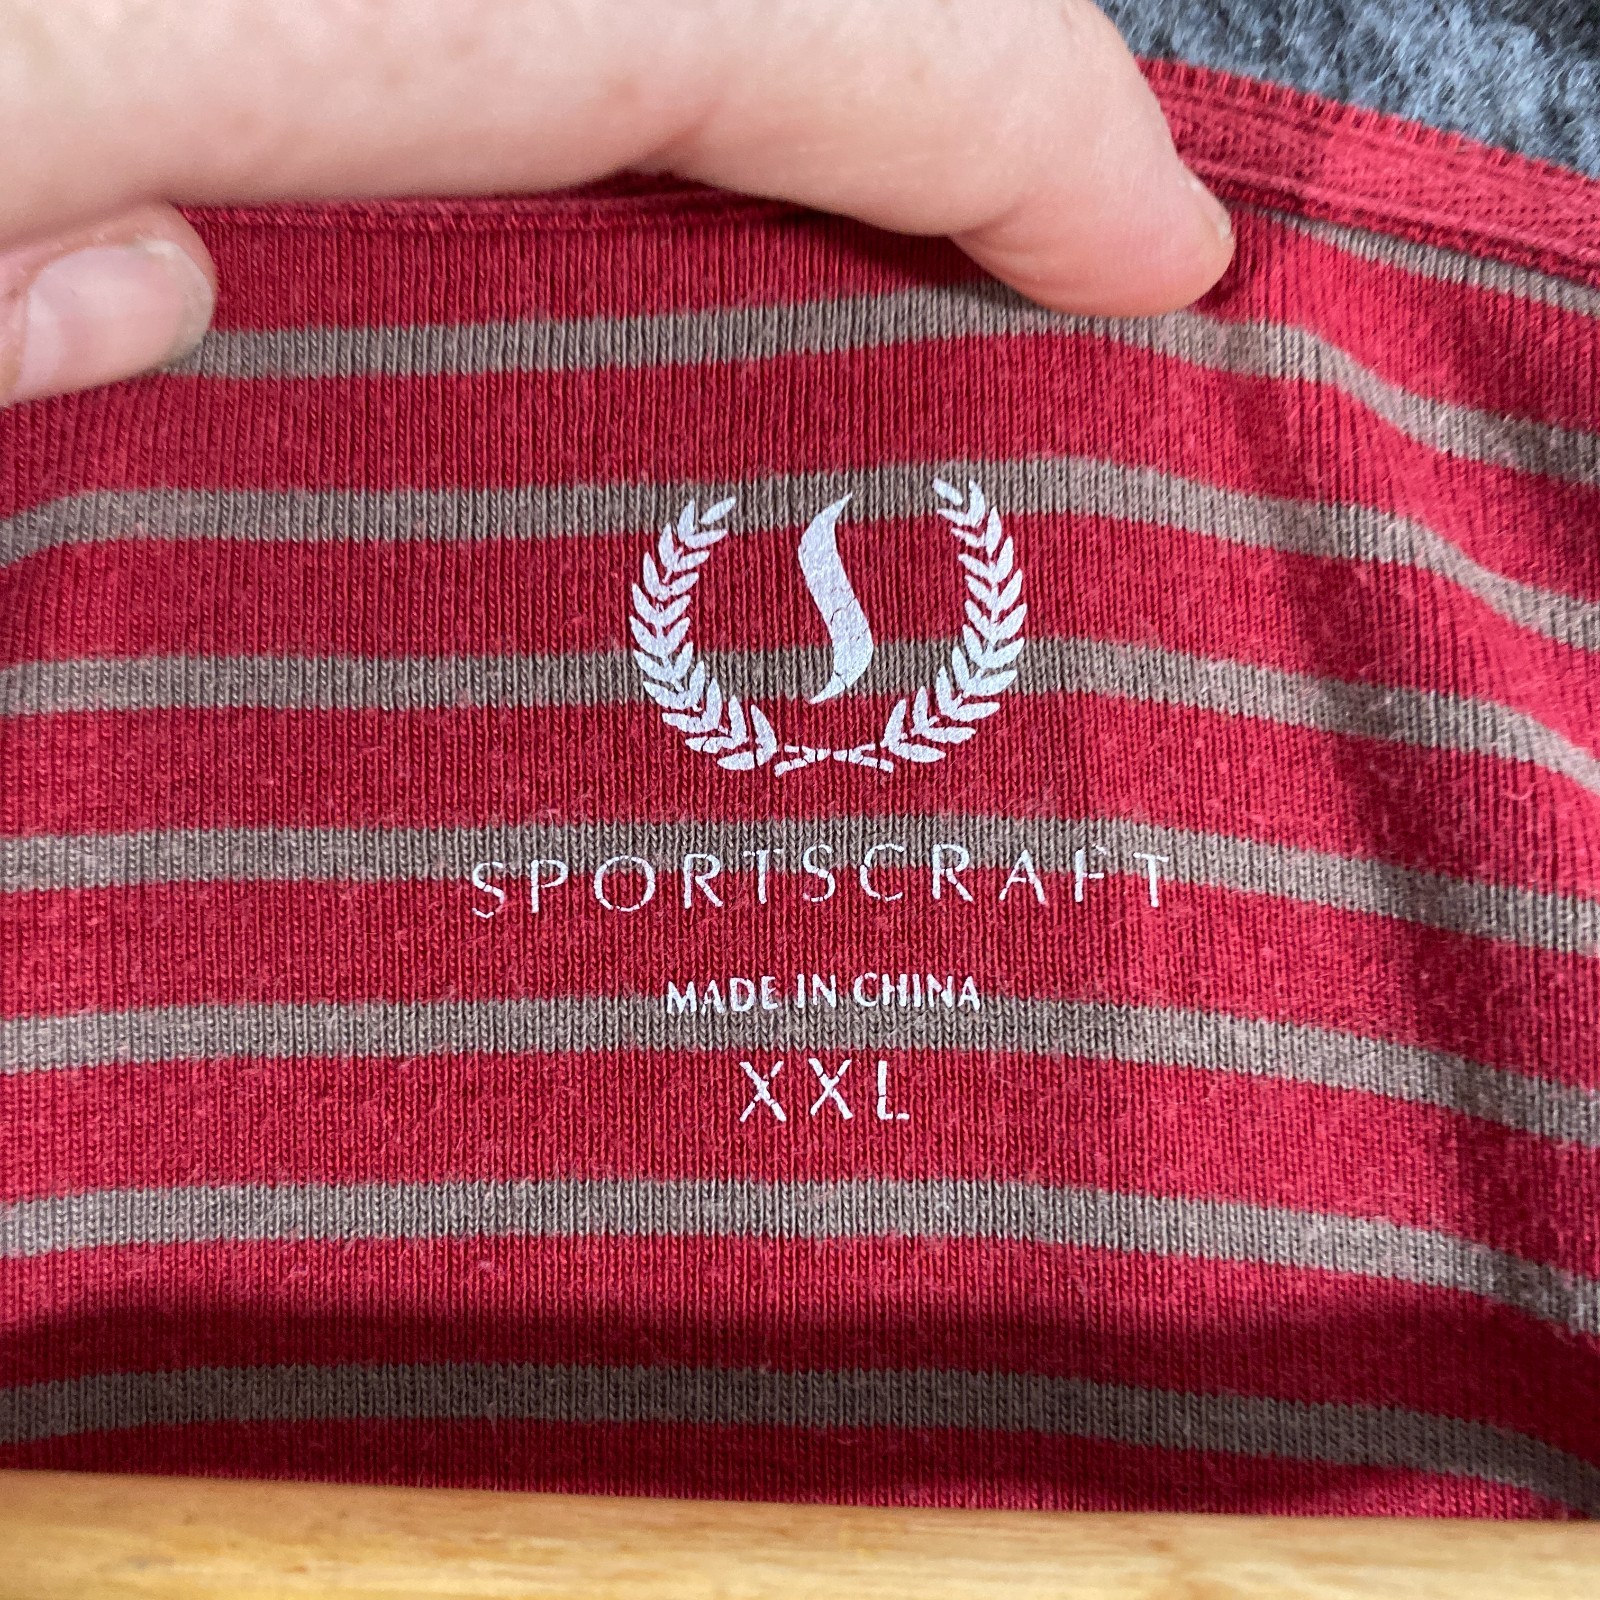 S
SPORTSCRAFT
MADE IN CHINA
XXL